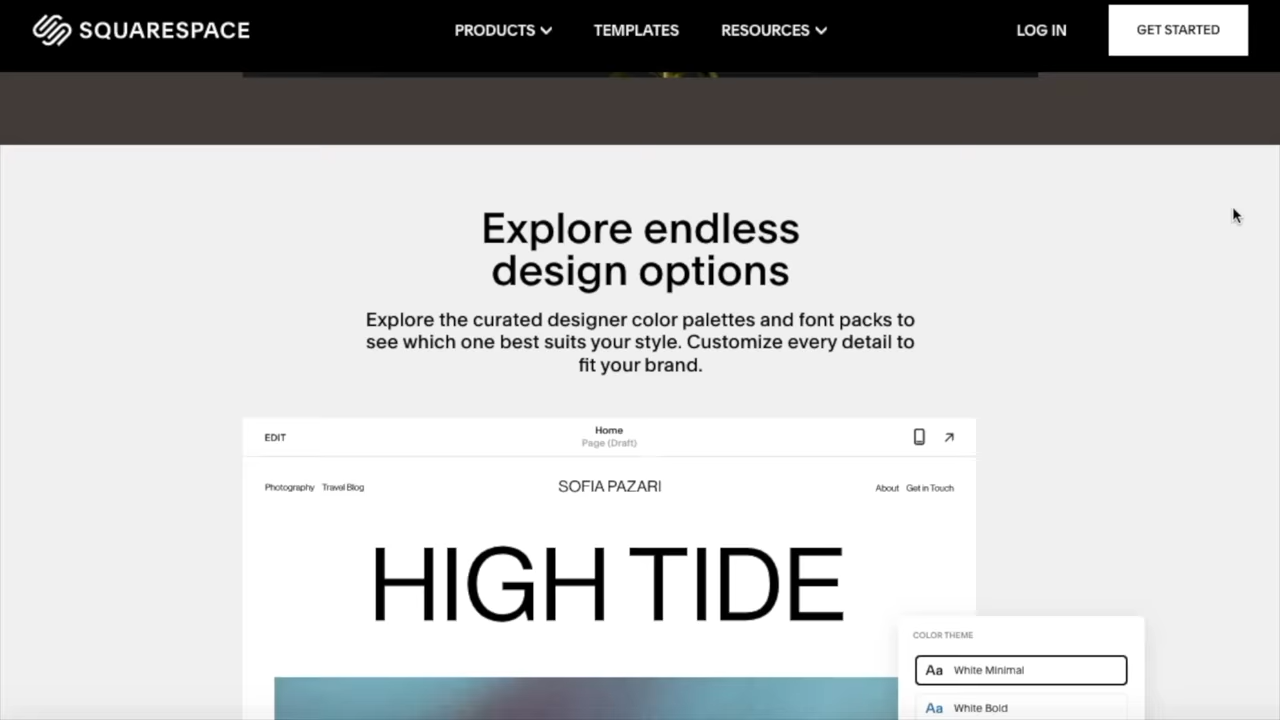 SQUARESPACE PRODUCTS TEMPLATES RESOURCES LOG IN GET STARTED
Explore endless
design options
Explore the curated designer color palettes and font packs to
see which one best suits your style. Customize every detail to
fit your brand.
EDIT
Home
Page (Draft)
Photography Travel Blog SOFIA PAZARI About Get in Touch
HIGH TIDE
COLOR THEME
Aa White Minimal
Aa White Bold